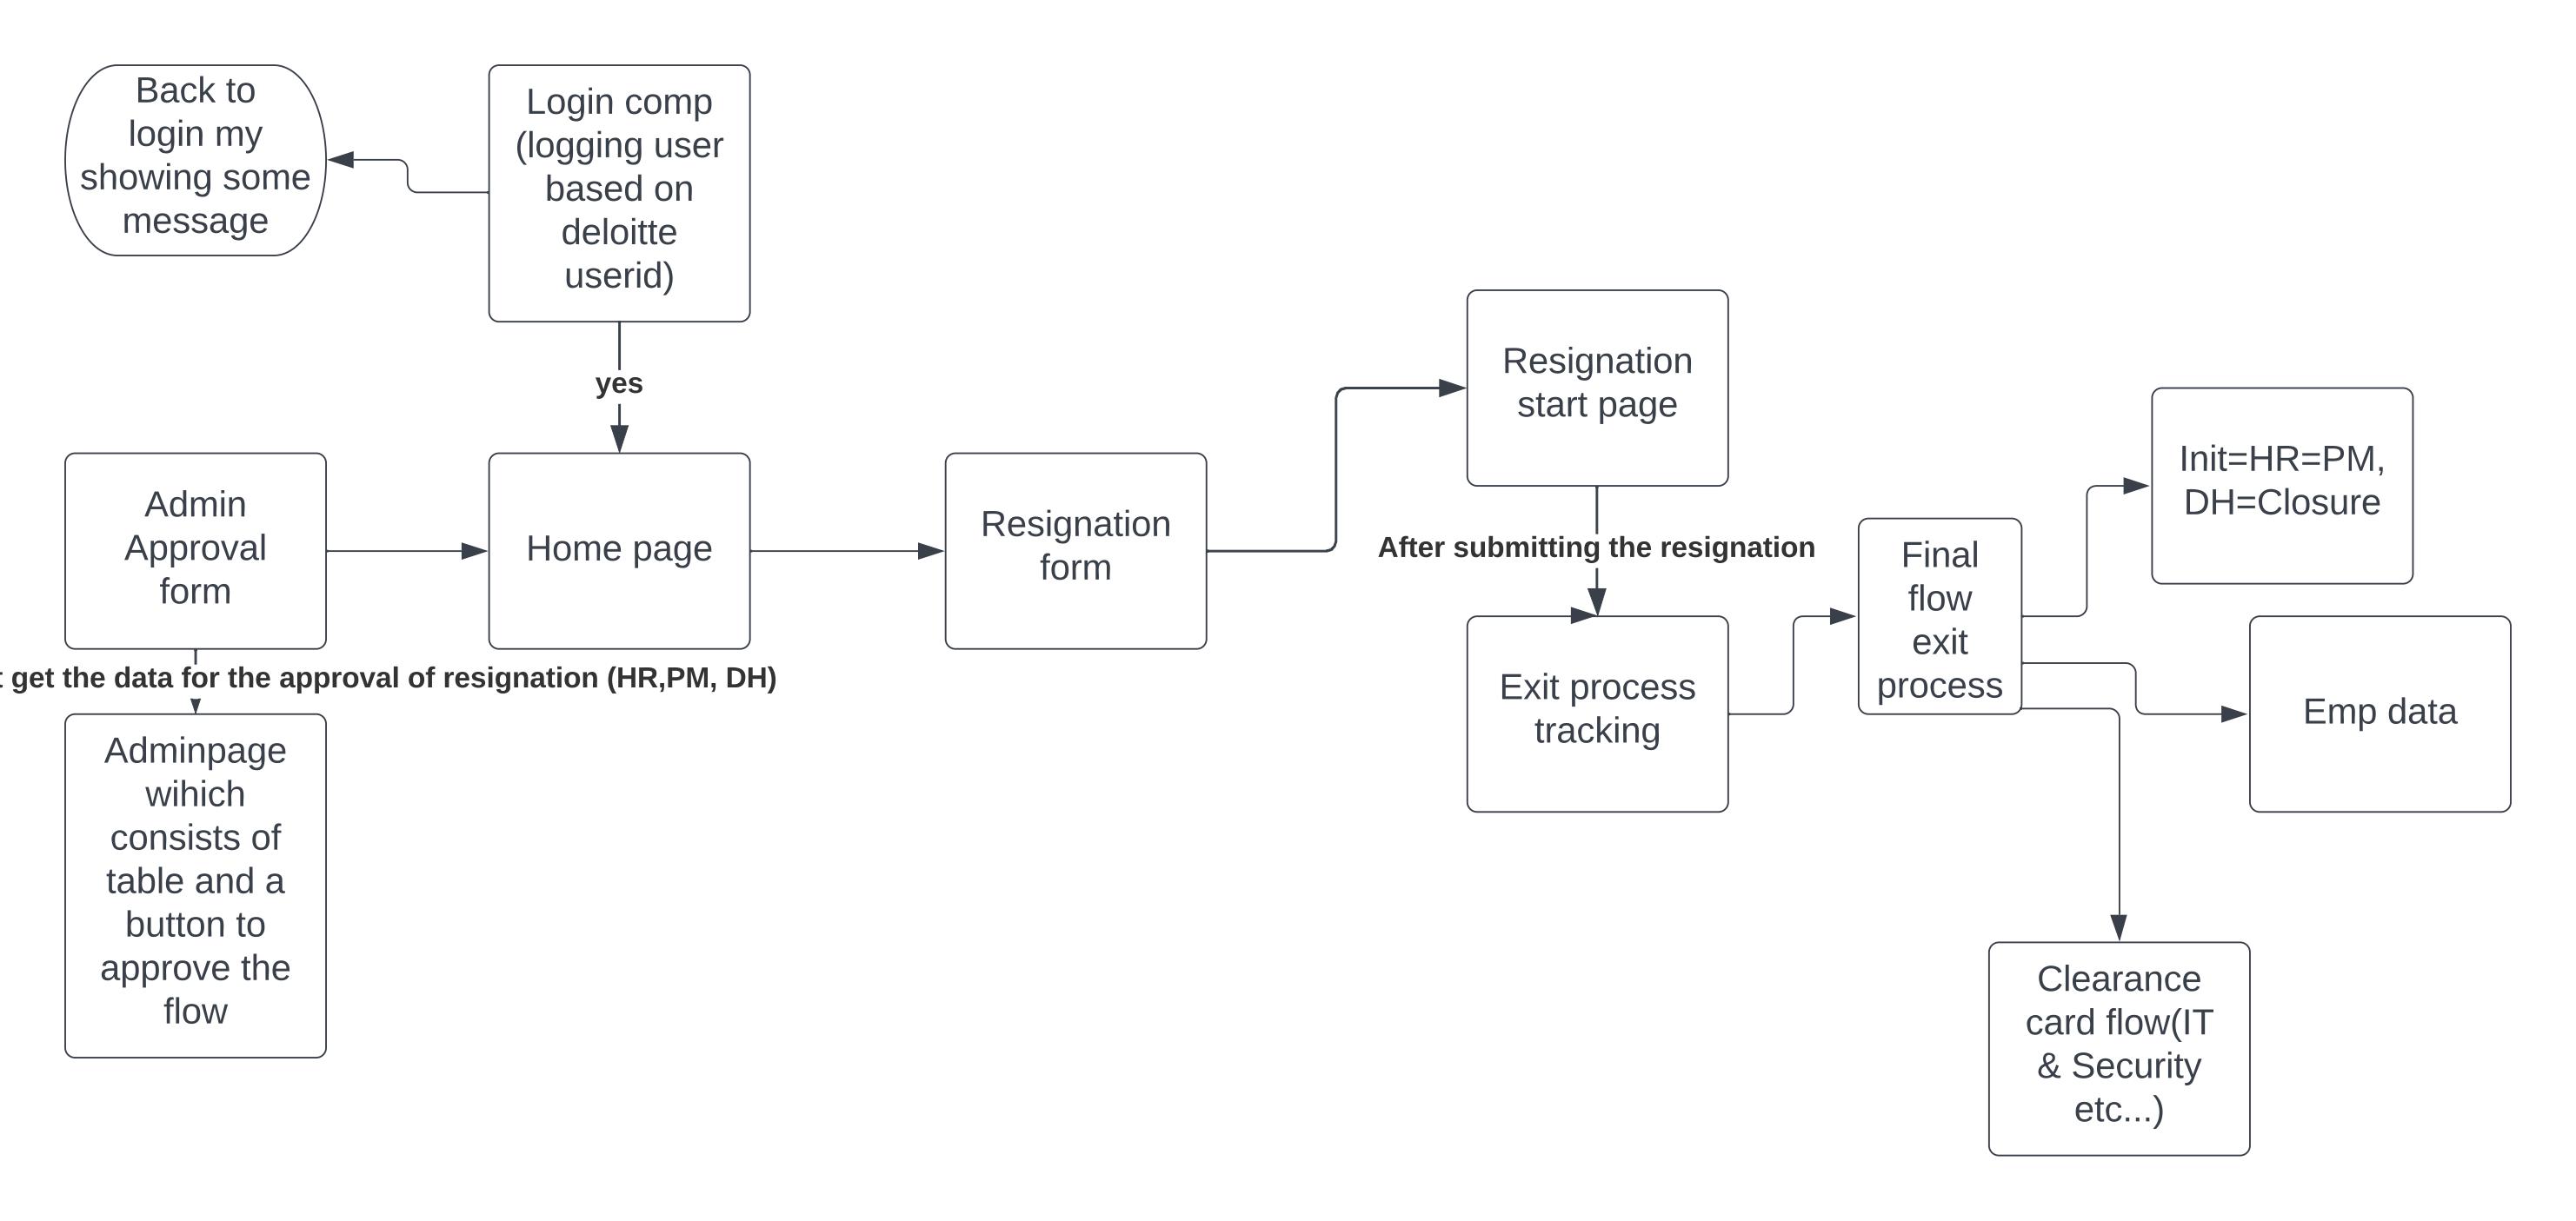 Back to
login my
showing some
message
Login comp
(logging user
based on
deloitte
userid)
yes
Admin
Approval
form
Home page
Resignation
form
Resignation
start page
After submitting the resignation
Exit process
tracking
Final
flow
exit
process
Init=HR=PM,
DH=Closure
Emp data
get the data for the approval of resignation (HR,PM, DH)
Adminpage
wihich
consists of
table and a
button to
approve the
flow
Clearance
card flow(IT
& Security
etc...)